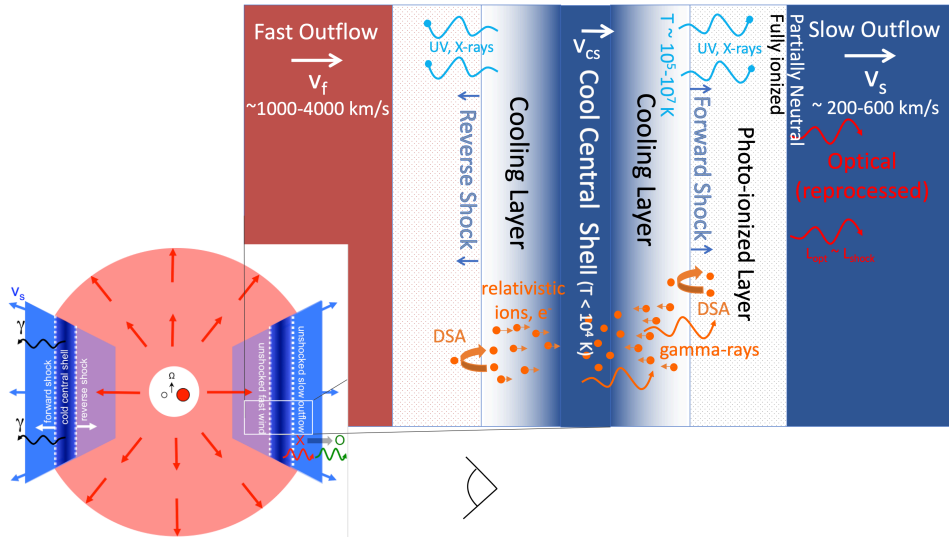 Fast Outflow
v_f
~1000-4000 km/s
UV, X-rays
Reverse Shock
Cooling Layer
v_cs Cool Central Shell (T < 10^4 K)
Cooling Layer
T ~ 10^5-10^7 K
UV, X-rays
Forward Shock
Photo-ionized Layer
Fully ionized
Partially Neutral
Slow Outflow
v_s
~ 200-600 km/s
Optical
(reprocessed)
relativistic
ions, e
DSA
DSA
gamma-rays
v_s
γ
γ
forward shock
cold central shell
reverse shock
Ω
unshocked fast wind
unshocked slow outflow
X
O